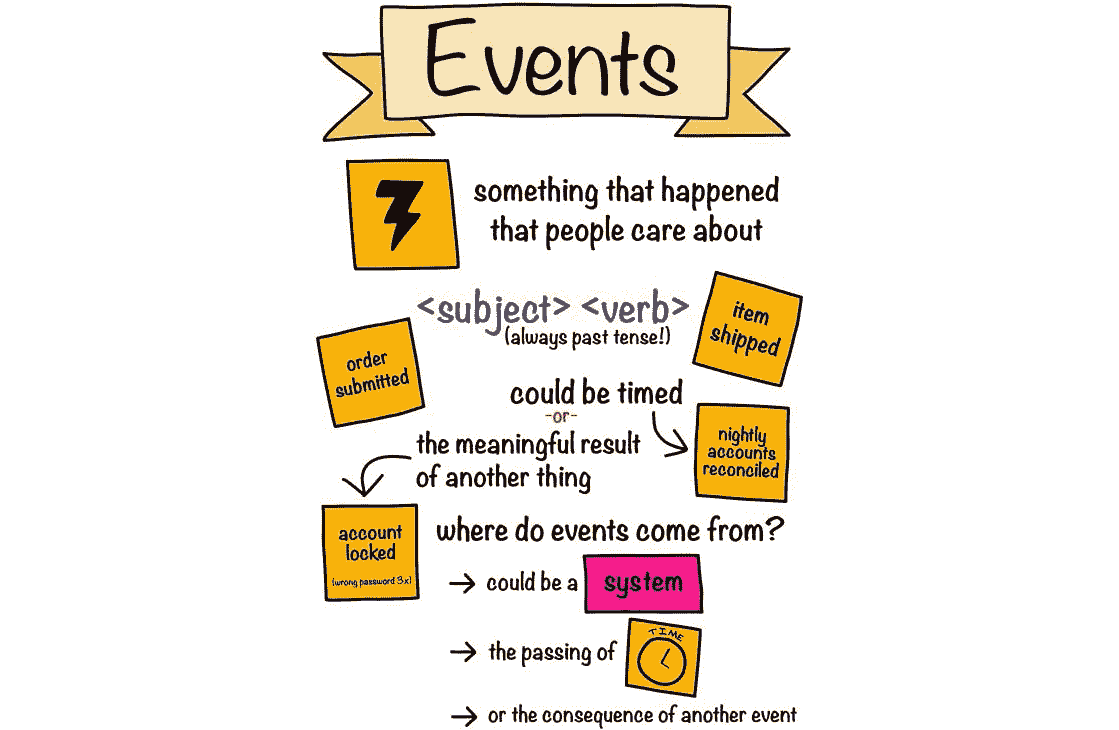 Events
something that happened
that people care about
<subject> <verb>
(always past tense!)
item
shipped
order
submitted
could be timed
-or-
the meaningful result
of another thing
nightly
accounts
reconciled
account
locked
(wrong password 3x)
where do events come from?
→ could be a system
→ the passing of TIME
→ or the consequence of another event